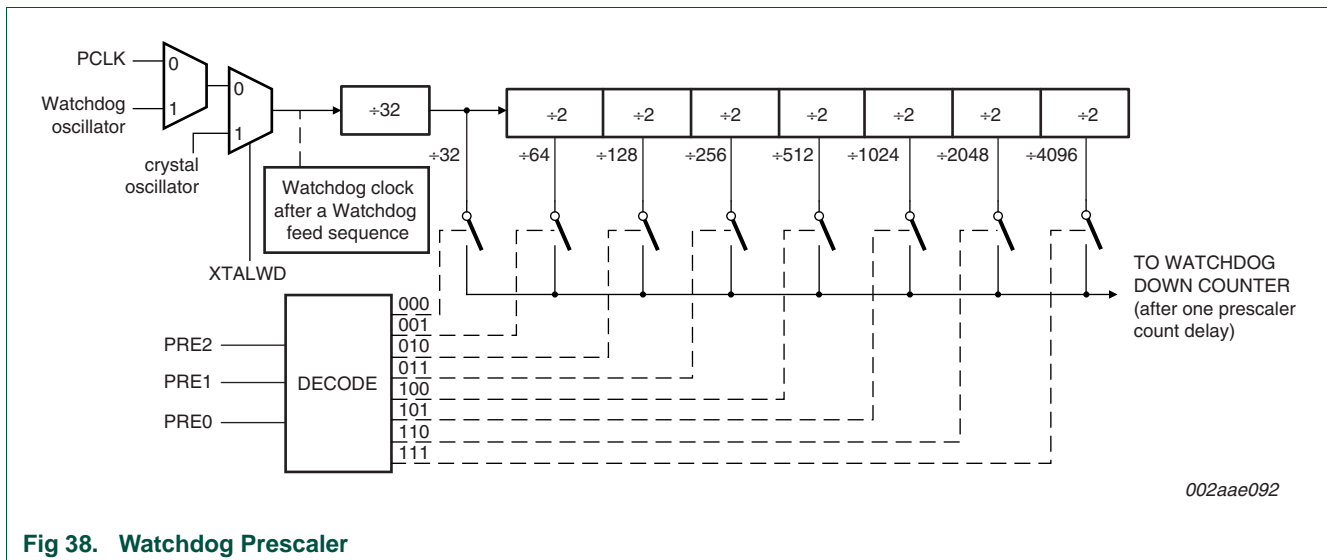 PCLK
0
Watchdog
oscillator
1
0
1
crystal
oscillator
XTALWD
Watchdog clock
after a Watchdog
feed sequence
÷32
÷2
÷2
÷2
÷2
÷2
÷2
÷2
÷32
÷64
÷128
÷256
÷512
÷1024
÷2048
÷4096
TO WATCHDOG
DOWN COUNTER
(after one prescaler
count delay)
PRE2
PRE1
PRE0
DECODE
000
001
010
011
100
101
110
111
002aae092
Fig 38. Watchdog Prescaler